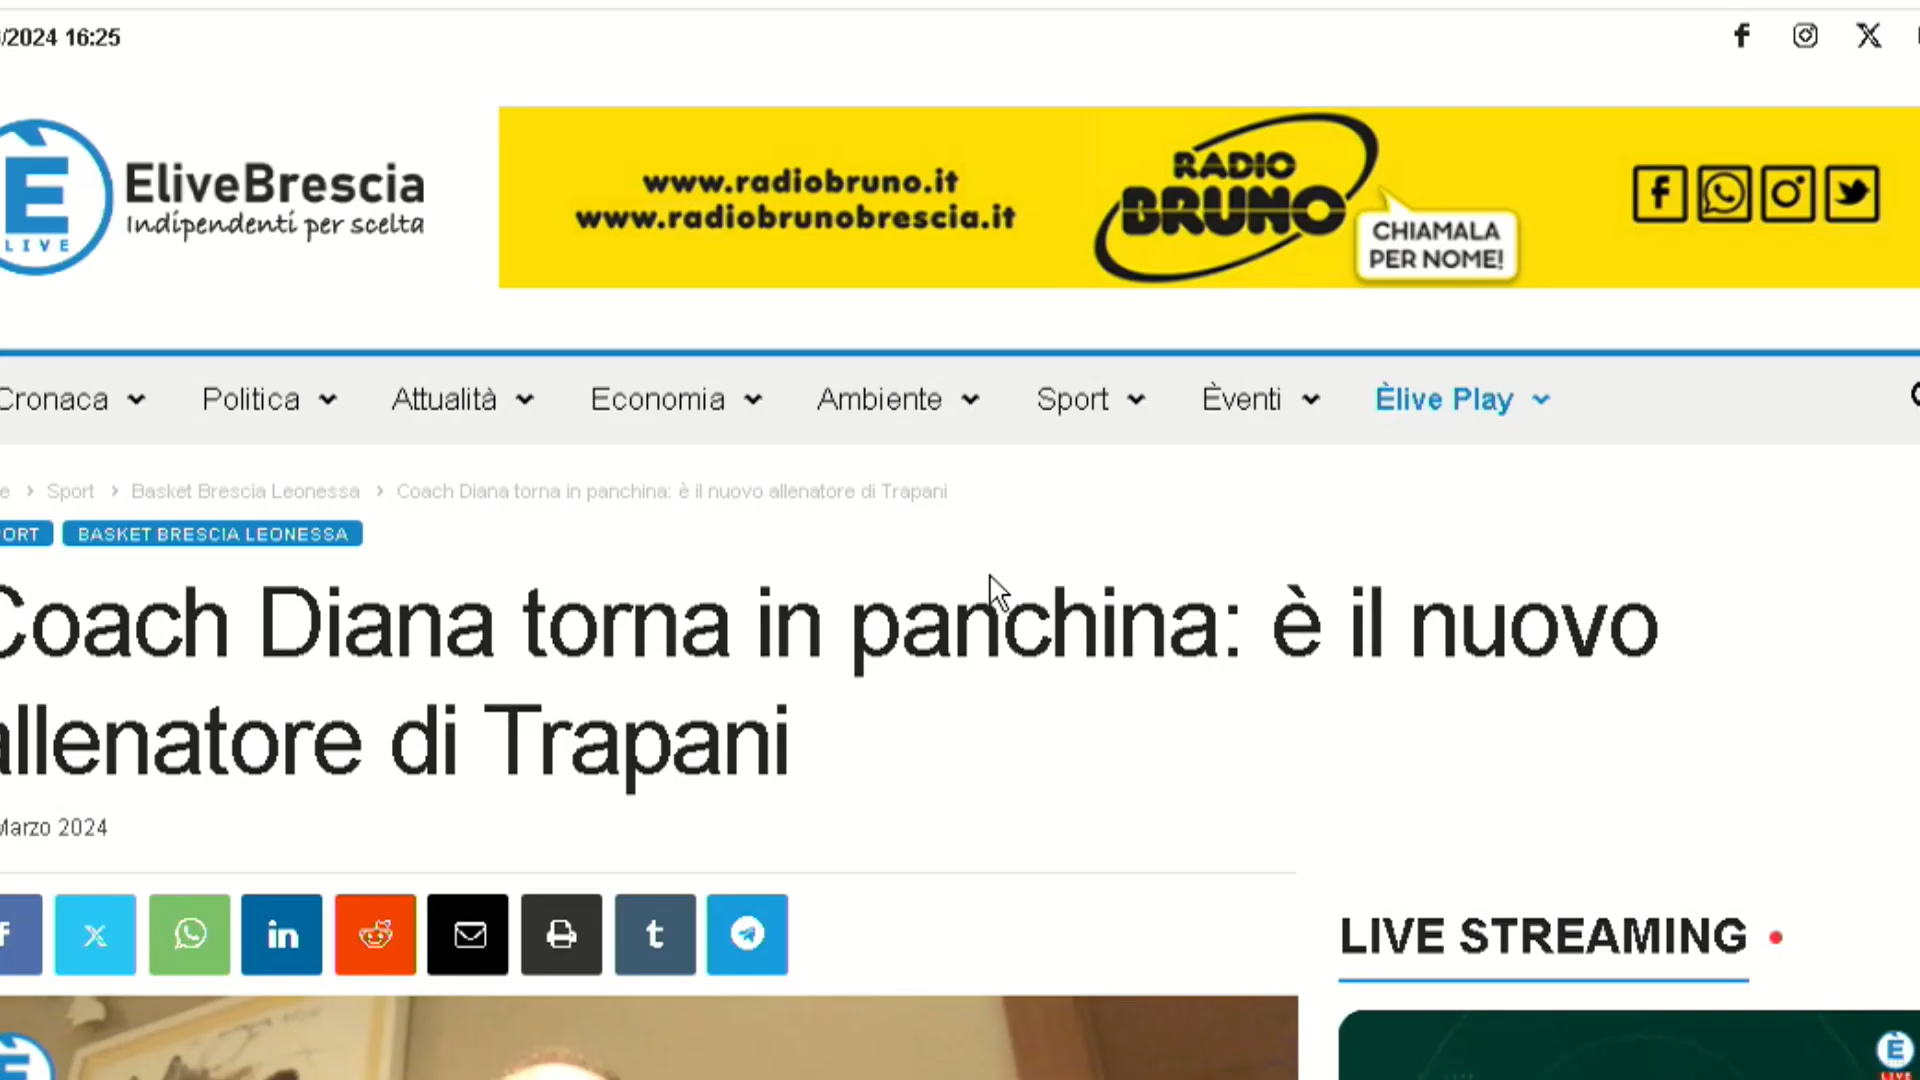 /2024 16:25
È
LIVE
EliveBrescia
Indipendenti per scelta
www.radiobruno.it
www.radiobrunobrescia.it
RADIO
BRUNO
CHIAMALA
PER NOME!
Cronaca Politica Attualità Economia Ambiente Sport Èventi Èlive Play
e > Sport > Basket Brescia Leonessa > Coach Diana torna in panchina: è il nuovo allenatore di Trapani
ORT BASKET BRESCIA LEONESSA
Coach Diana torna in panchina: è il nuovo
allenatore di Trapani
Marzo 2024
LIVE STREAMING
È
LIVE